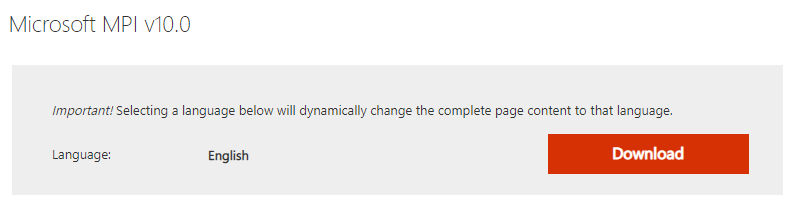 Microsoft MPI v10.0
Important! Selecting a language below will dynamically change the complete page content to that language.
Language: English Download